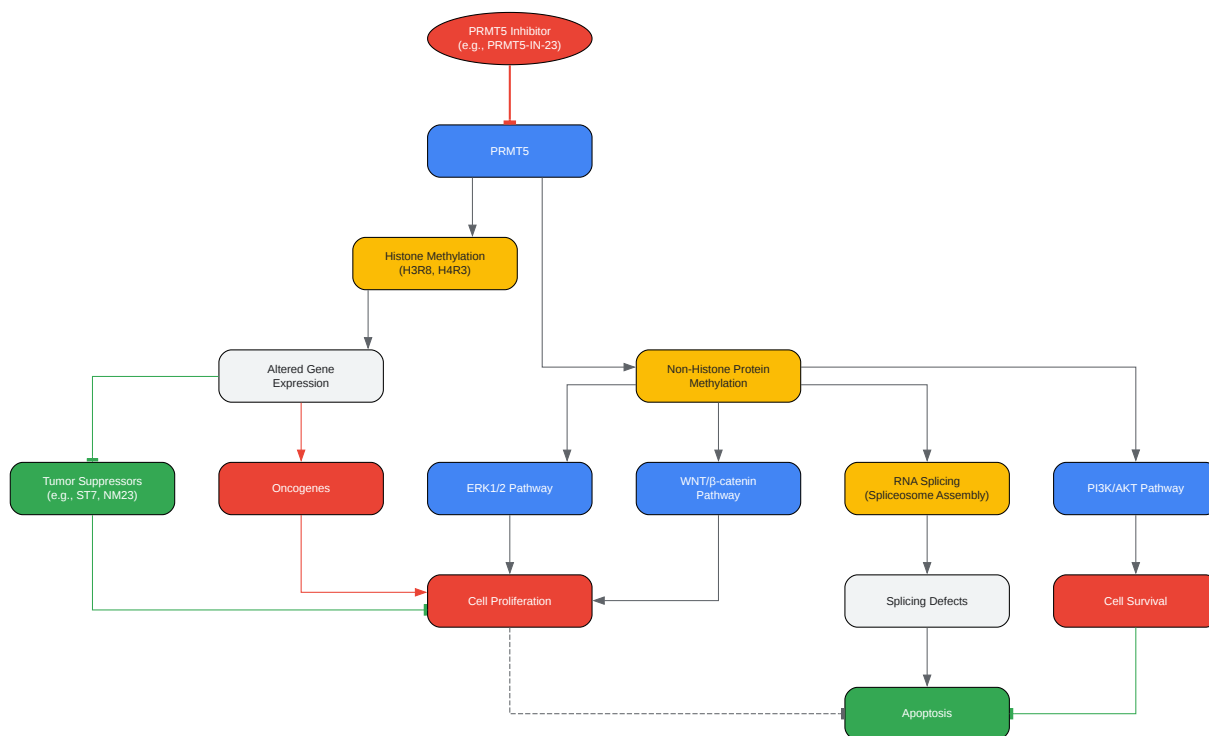 PRMT5 Inhibitor
(e.g., PRMT5-IN-23)
PRMT5
Histone Methylation
(H3R8, H4R3)
Altered Gene
Expression
Non-Histone Protein
Methylation
Tumor Suppressors
(e.g., ST7, NM23)
Oncogenes
ERK1/2 Pathway
WNT/β-catenin
Pathway
RNA Splicing
(Spliceosome Assembly)
PI3K/AKT Pathway
Cell Proliferation
Splicing Defects
Cell Survival
Apoptosis